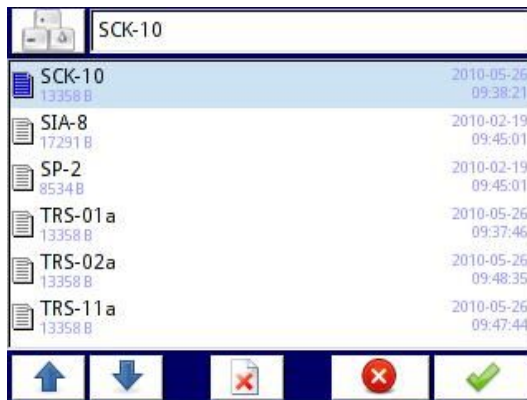 SCK-10
SCK-10
2010-05-26
13358 B
09:38:21
SIA-8
2010-02-19
17291 B
09:45:01
SP-2
2010-02-19
8534 B
09:45:01
TRS-01a
2010-05-26
13358 B
09:37:46
TRS-02a
2010-05-26
13358 B
09:48:35
TRS-11a
2010-05-26
13358 B
09:47:44